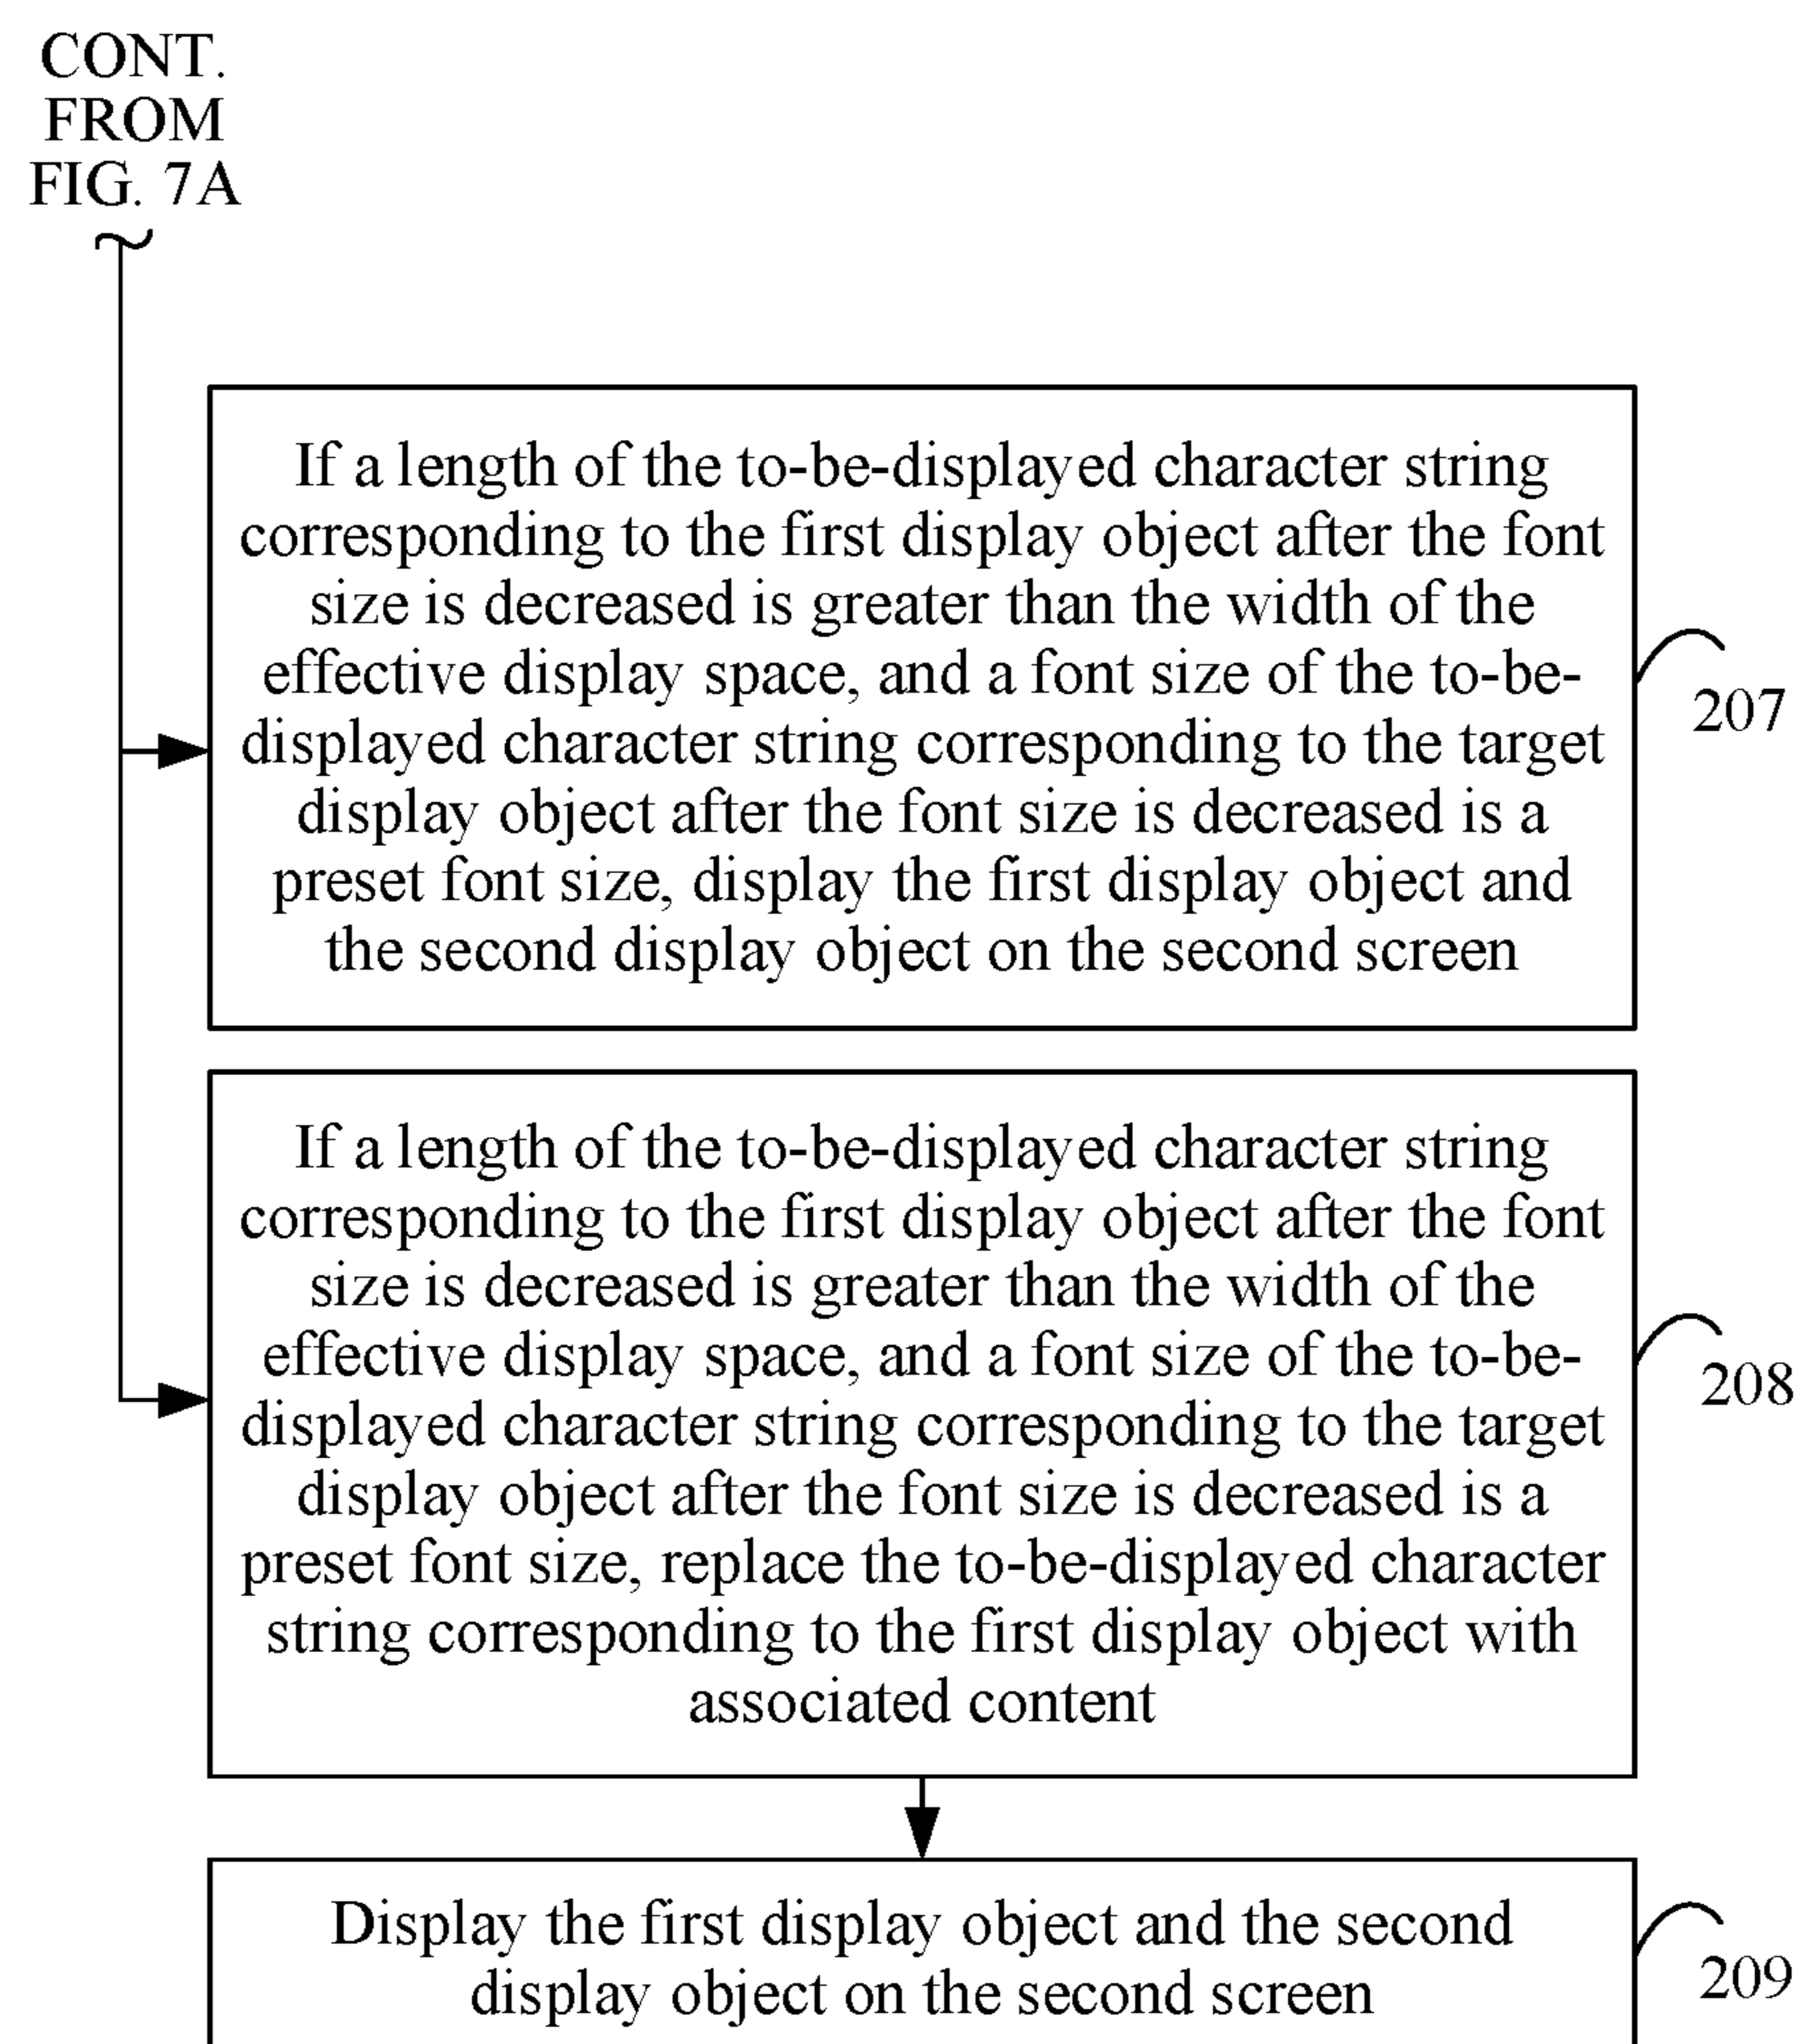 CONT.
FROM
FIG. 7A
If a length of the to-be-displayed character string
corresponding to the first display object after the font
size is decreased is greater than the width of the
effective display space, and a font size of the to-be-
displayed character string corresponding to the target
display object after the font size is decreased is a
preset font size, display the first display object and
the second display object on the second screen
207
If a length of the to-be-displayed character string
corresponding to the first display object after the font
size is decreased is greater than the width of the
effective display space, and a font size of the to-be-
displayed character string corresponding to the target
display object after the font size is decreased is a
preset font size, replace the to-be-displayed character
string corresponding to the first display object with
associated content
208
Display the first display object and the second
display object on the second screen
209